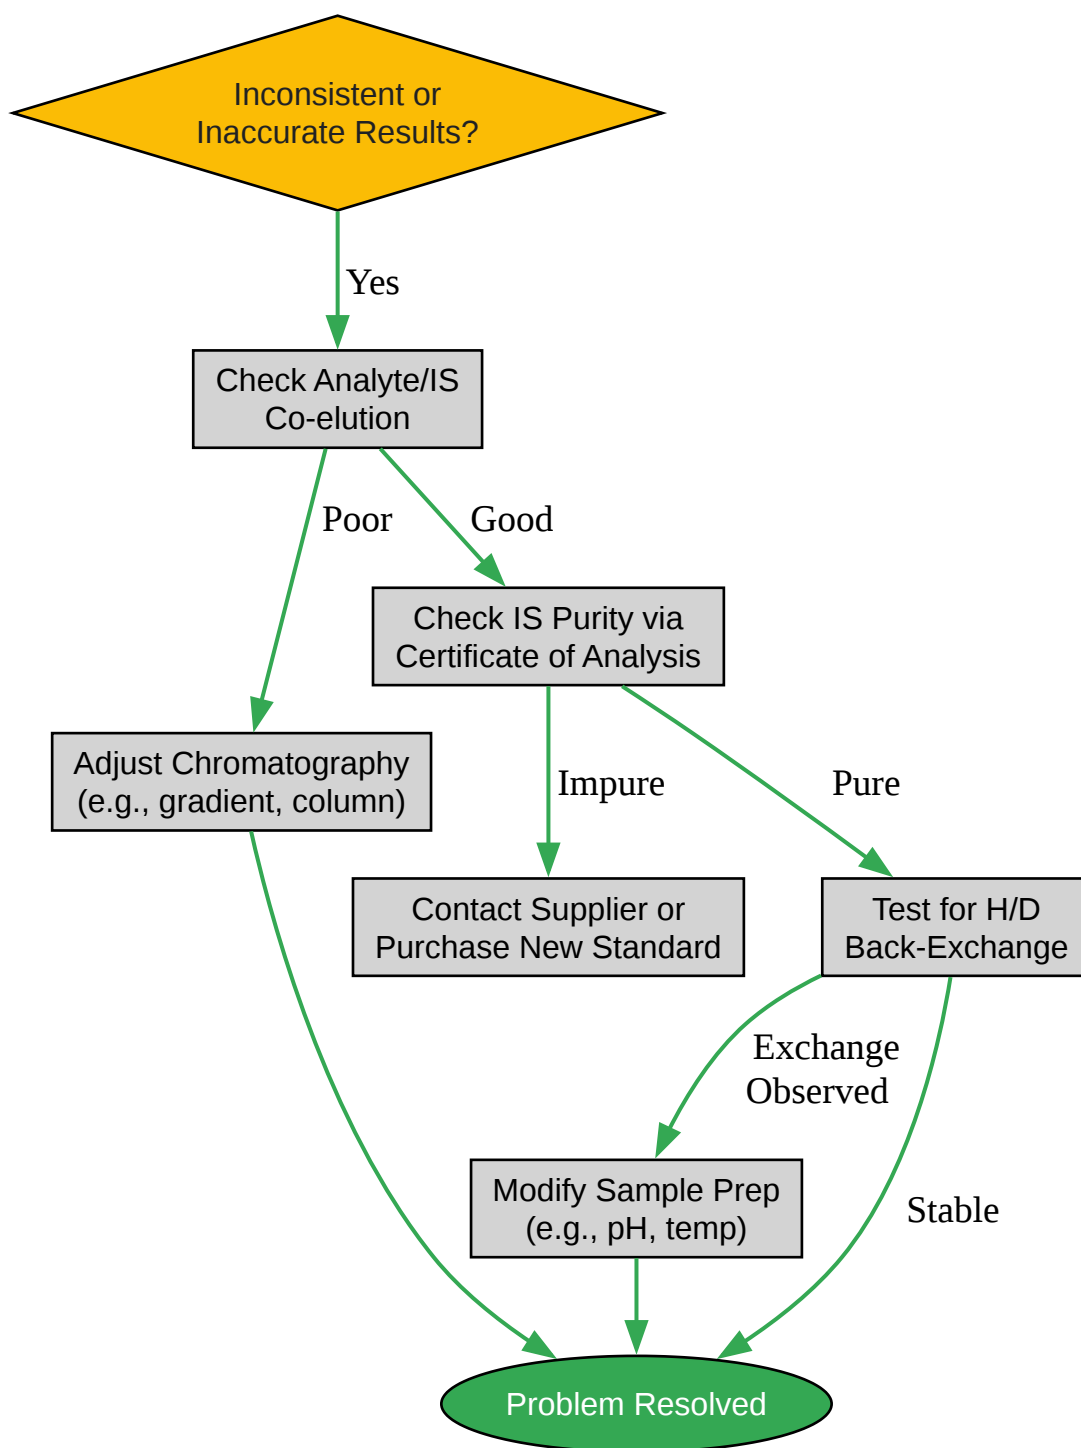 Inconsistent or
Inaccurate Results?
Yes
Check Analyte/IS
Co-elution
Poor
Good
Check IS Purity via
Certificate of Analysis
Adjust Chromatography
(e.g., gradient, column)
Impure
Pure
Contact Supplier or
Purchase New Standard
Test for H/D
Back-Exchange
Exchange
Observed
Modify Sample Prep
(e.g., pH, temp)
Stable
Problem Resolved